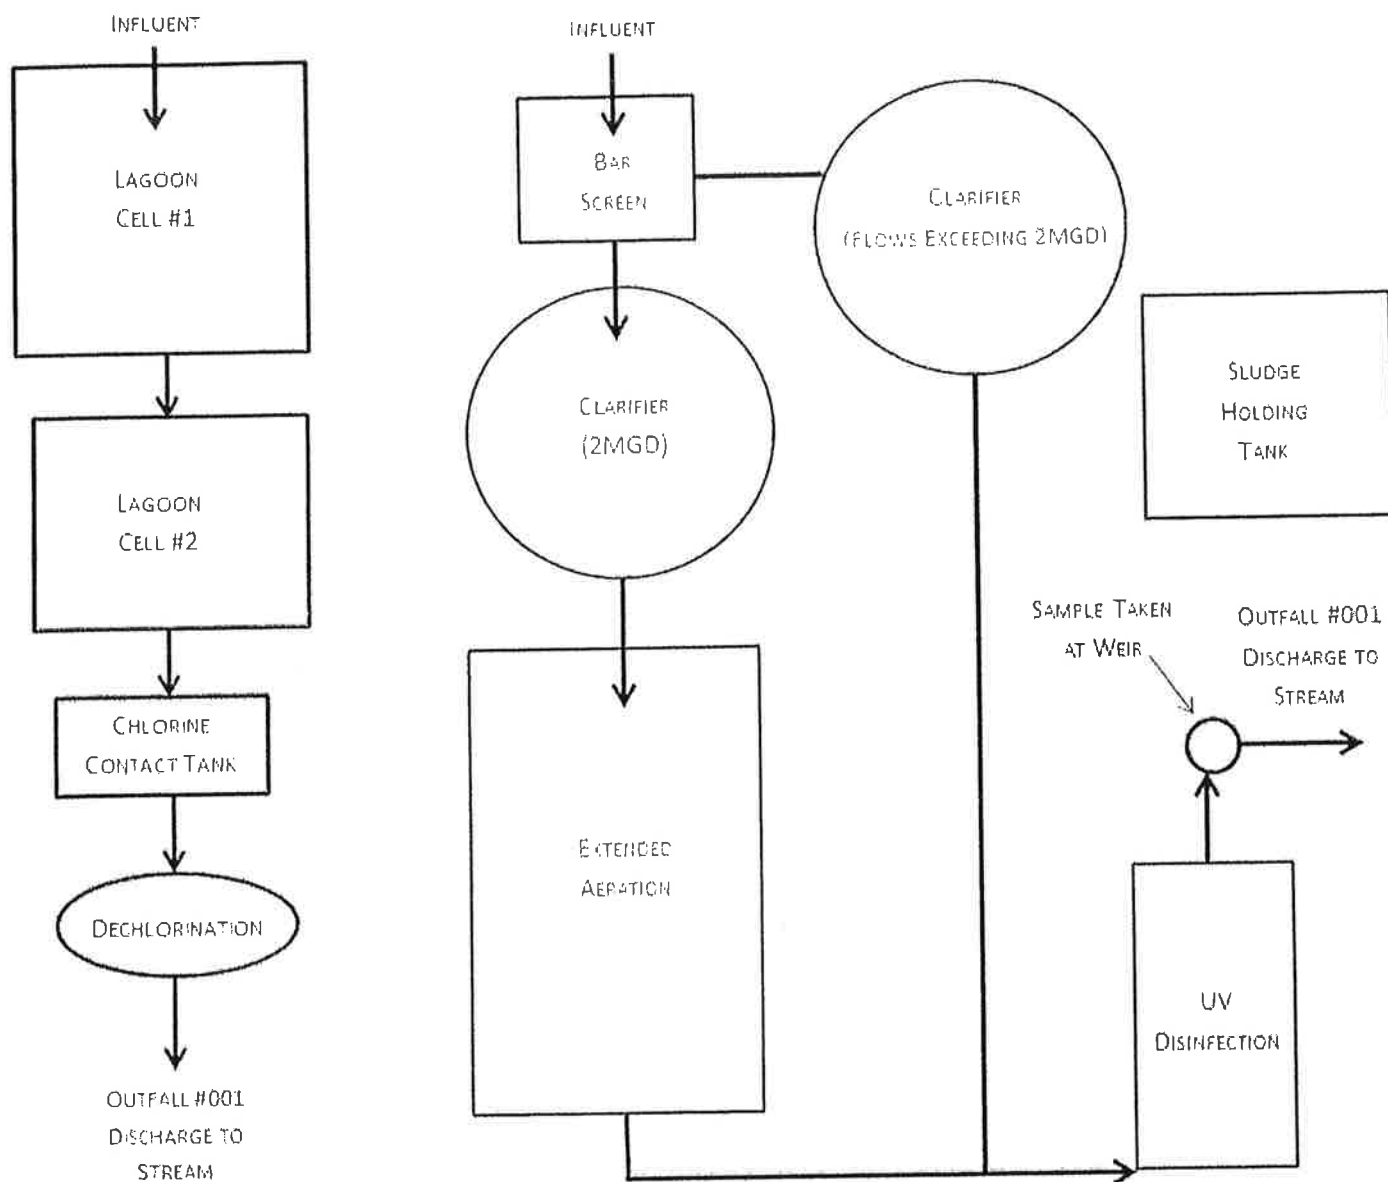 INFLUENT
LAGOON
CELL #1
LAGOON
CELL #2
CHLORINE
CONTACT TANK
DECHLORINATION
OUTFALL #001
DISCHARGE TO
STREAM
INFLUENT
BAR
SCREEN
CLARIFIER
(FLOWS EXCEEDING 2MGD)
CLARIFIER
(2MGD)
EXTENDED
AERATION
SLUDGE
HOLDING
TANK
SAMPLE TAKEN
AT WEIR
OUTFALL #001
DISCHARGE TO
STREAM
UV
DISINFECTION